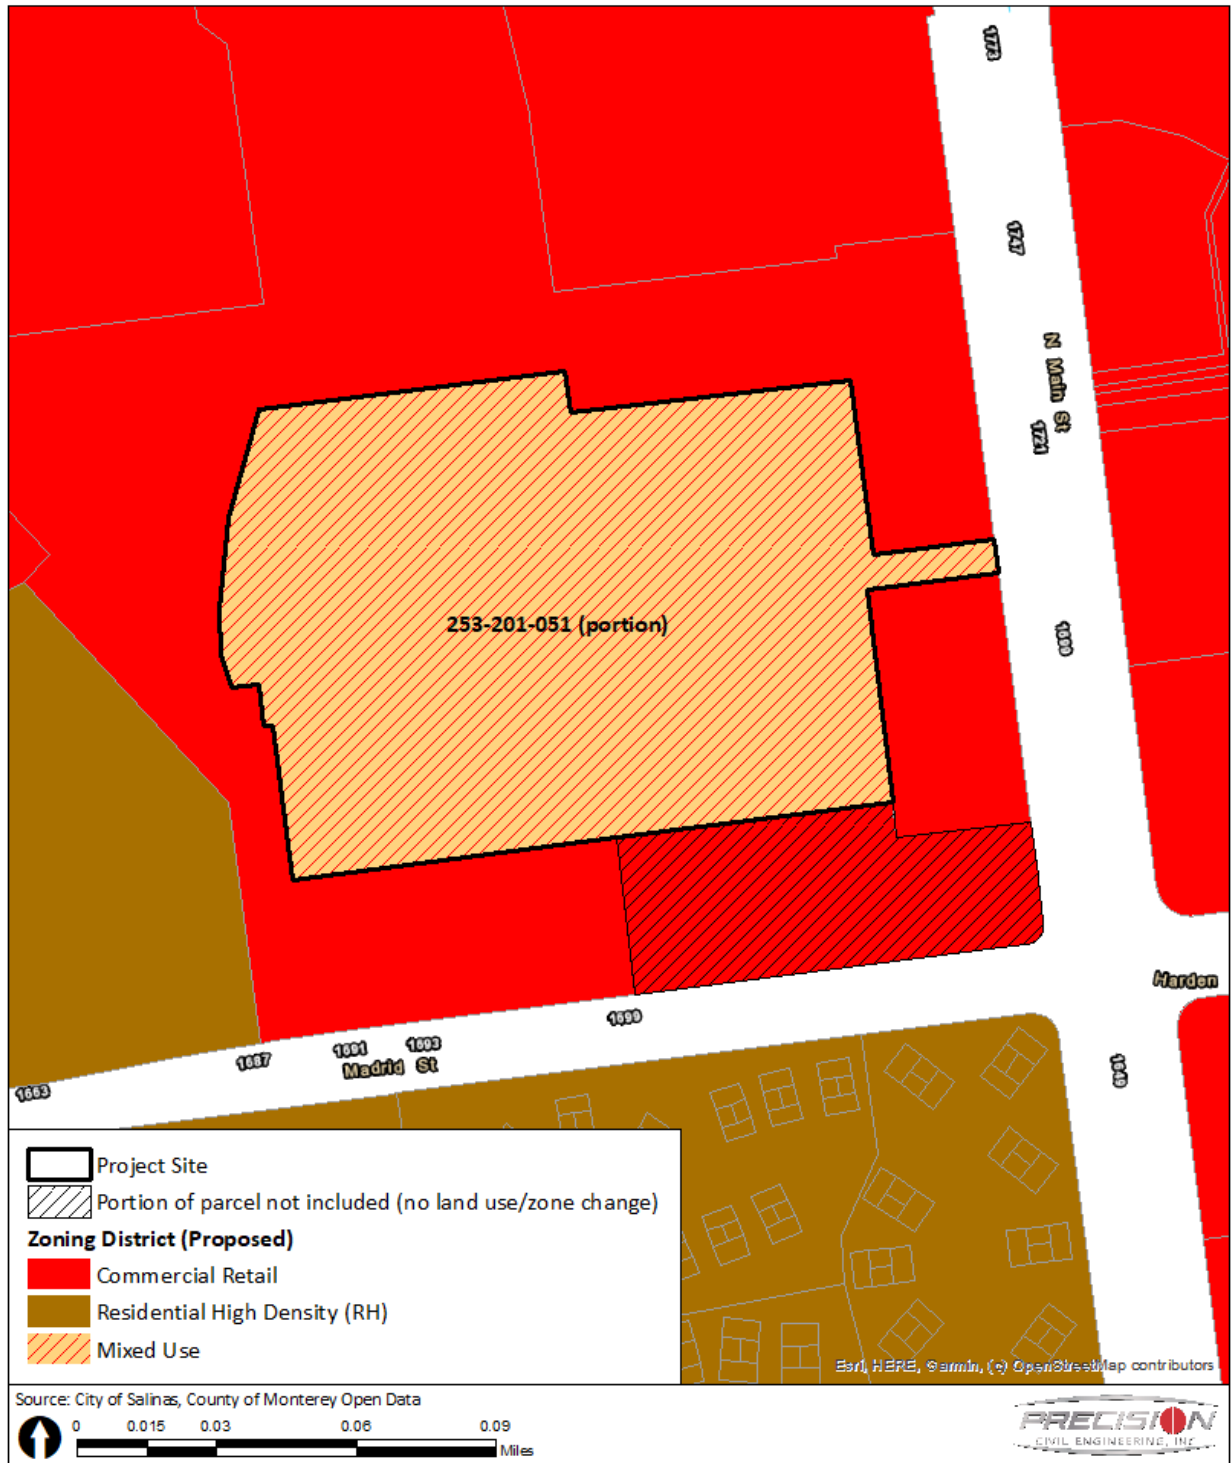 1773
1747
N Main St
1721
1699
253-201-051 (portion)
Harden
1699
1693
1691
1687
Madrid St
1663
1649
Project Site
Portion of parcel not included (no land use/zone change)
Zoning District (Proposed)
Commercial Retail
Residential High Density (RH)
Mixed Use
Esri, HERE, Garmin, (c) OpenStreetMap contributors
Source: City of Salinas, County of Monterey Open Data
0 0.015 0.03 0.06 0.09
Miles
PRECISION
CIVIL ENGINEERING, INC